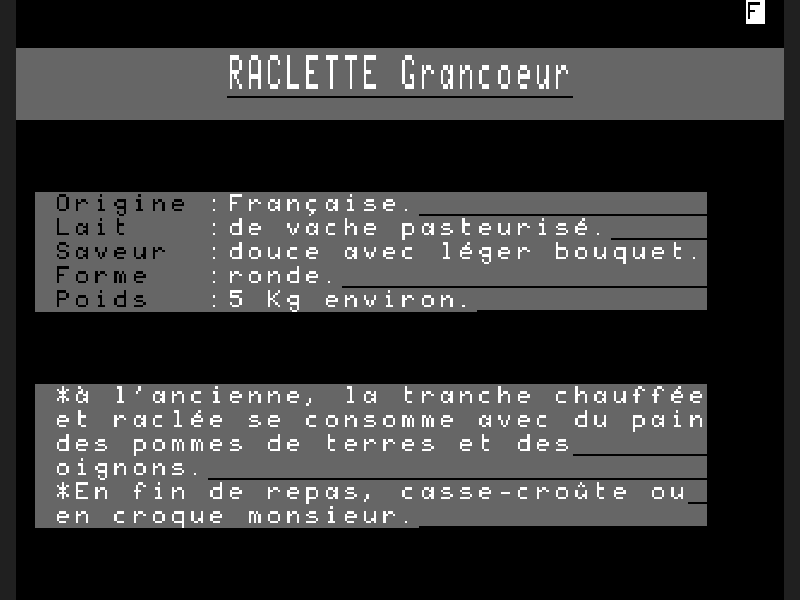 F
RACLETTE Grancoeur
Origine :Française.
Lait :de vache pasteurisé.
Saveur :douce avec léger bouquet.
Forme :ronde.
Poids :5 Kg environ.
*à l'ancienne, la tranche chauffée
et raclée se consomme avec du pain
des pommes de terres et des
oignons.
*En fin de repas, casse-croûte ou
en croque monsieur.